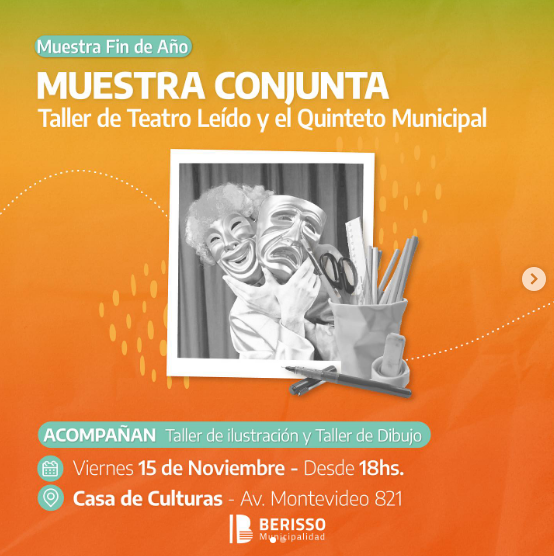 Muestra Fin de Año
MUESTRA CONJUNTA
Taller de Teatro Leído y el Quinteto Municipal
ACOMPAÑAN Taller de ilustración y Taller de Dibujo
Viernes 15 de Noviembre - Desde 18hs.
Casa de Culturas - Av. Montevideo 821
BERISSO
Municipalidad